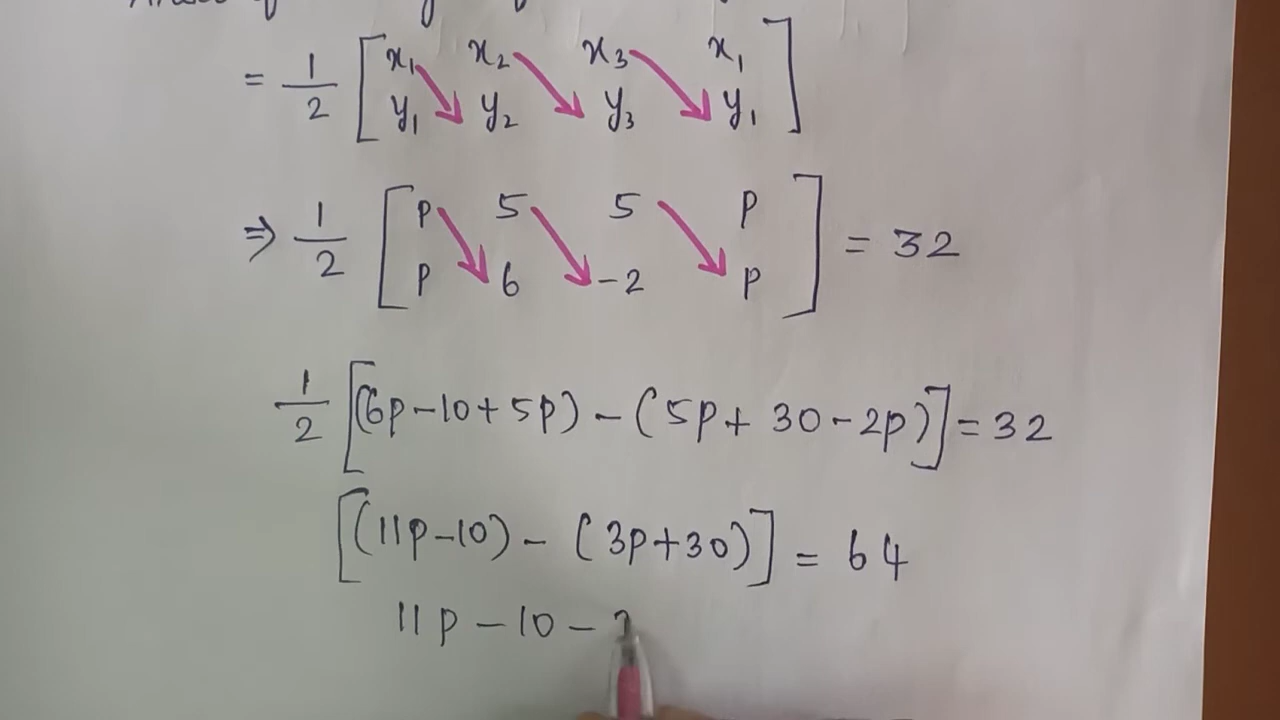 of
= 1/2 [ x₁ x₂ x₃ x₁
y₁ y₂ y₃ y₁ ]
⇒ 1/2 [ p 5 5 p
p 6 -2 p ] = 32
1/2 [(6p-10+5p) - (5p+30-2p)] = 32
[(11p-10) - (3p+30)] = 64
11p - 10 -